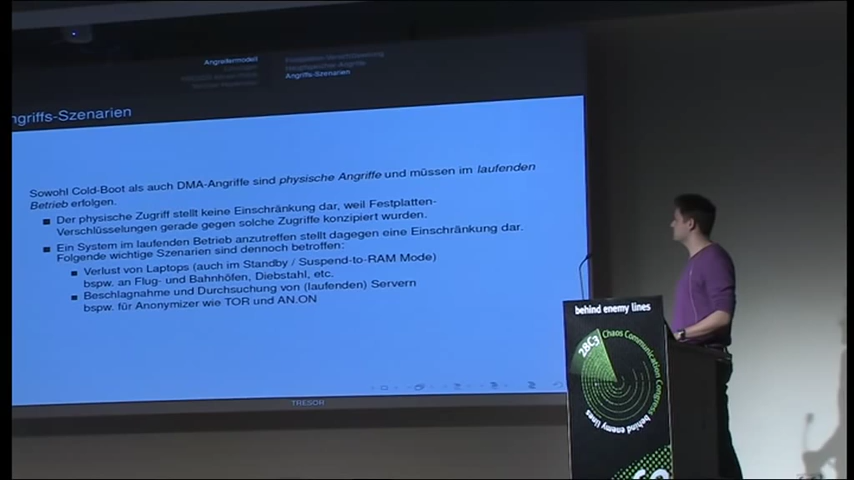 Angreifermodell
Angriffs-Szenarien
ngriffs-Szenarien
Sowohl Cold-Boot als auch DMA-Angriffe sind physische Angriffe und müssen im laufenden
Betrieb erfolgen.
Der physische Zugriff stellt keine Einschränkung dar, weil Festplatten-
Verschlüsselungen gerade gegen solche Zugriffe konzipiert wurden.
Ein System im laufenden Betrieb anzutreffen stellt dagegen eine Einschränkung dar.
Folgende wichtige Szenarien sind dennoch betroffen:
Verlust von Laptops (auch im Standby / Suspend-to-RAM Mode)
bspw. an Flug- und Bahnhöfen, Diebstahl, etc.
Beschlagnahme und Durchsuchung von (laufenden) Servern
bspw. für Anonymizer wie TOR und AN.ON
TRESOR
behind enemy lines
28C3
Chaos Communication Congress
behind enemy lines